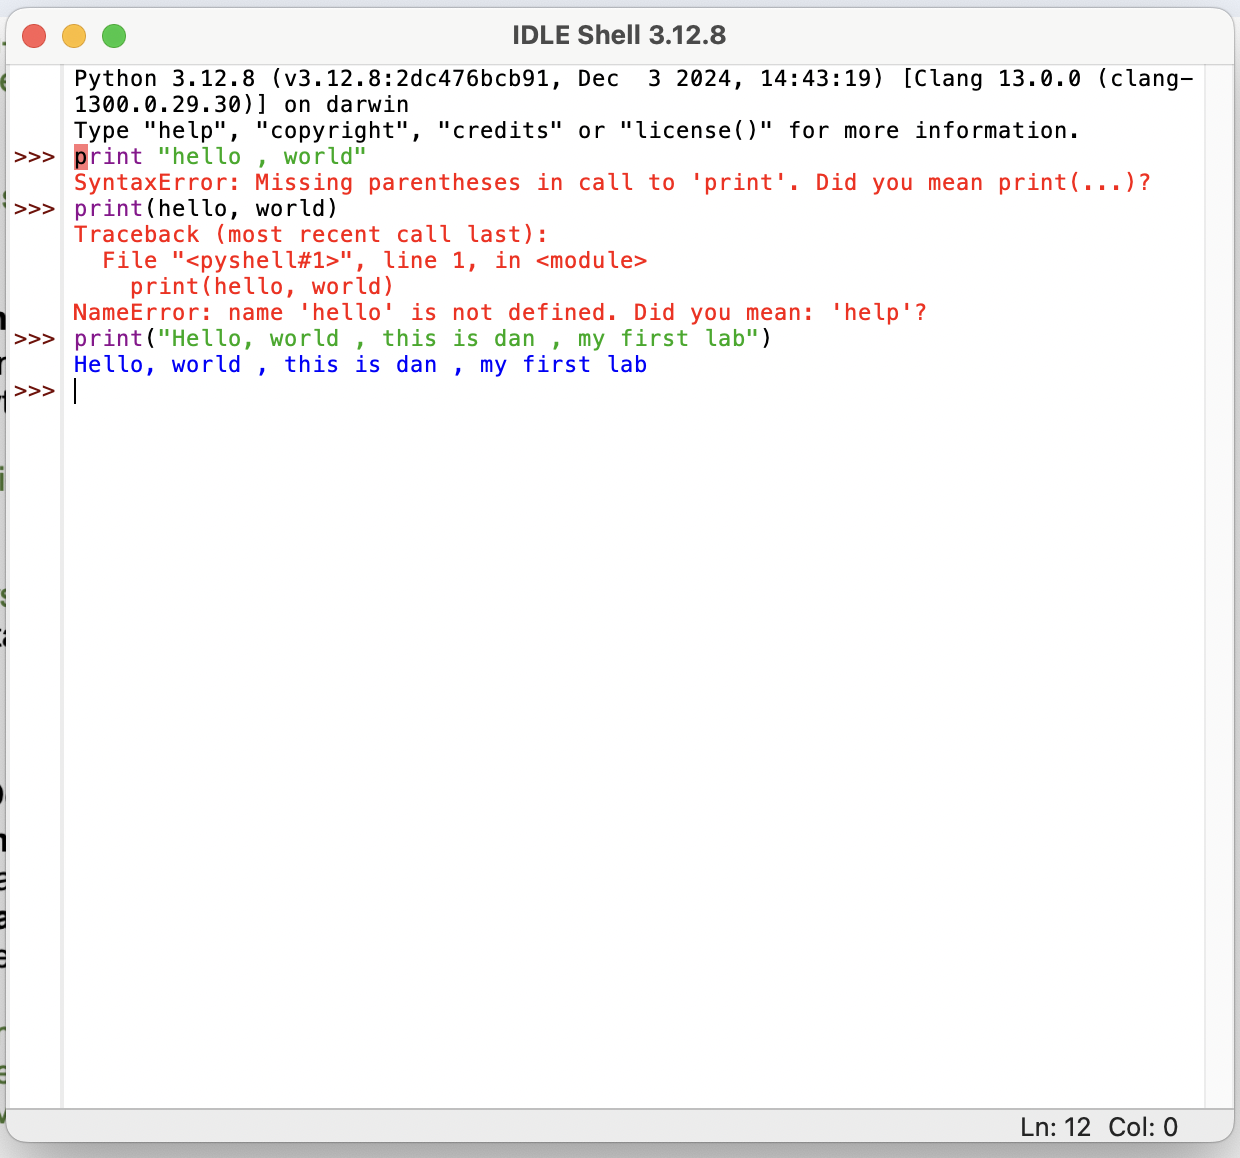 IDLE Shell 3.12.8
Python 3.12.8 (v3.12.8:2dc476bcb91, Dec  3 2024, 14:43:19) [Clang 13.0.0 (clang-
1300.0.29.30)] on darwin
Type "help", "copyright", "credits" or "license()" for more information.
>>> print "hello , world"
SyntaxError: Missing parentheses in call to 'print'. Did you mean print(...)?
>>> print(hello, world)
Traceback (most recent call last):
  File "<pyshell#1>", line 1, in <module>
    print(hello, world)
NameError: name 'hello' is not defined. Did you mean: 'help'?
>>> print("Hello, world , this is dan , my first lab")
Hello, world , this is dan , my first lab
>>>
Ln: 12  Col: 0